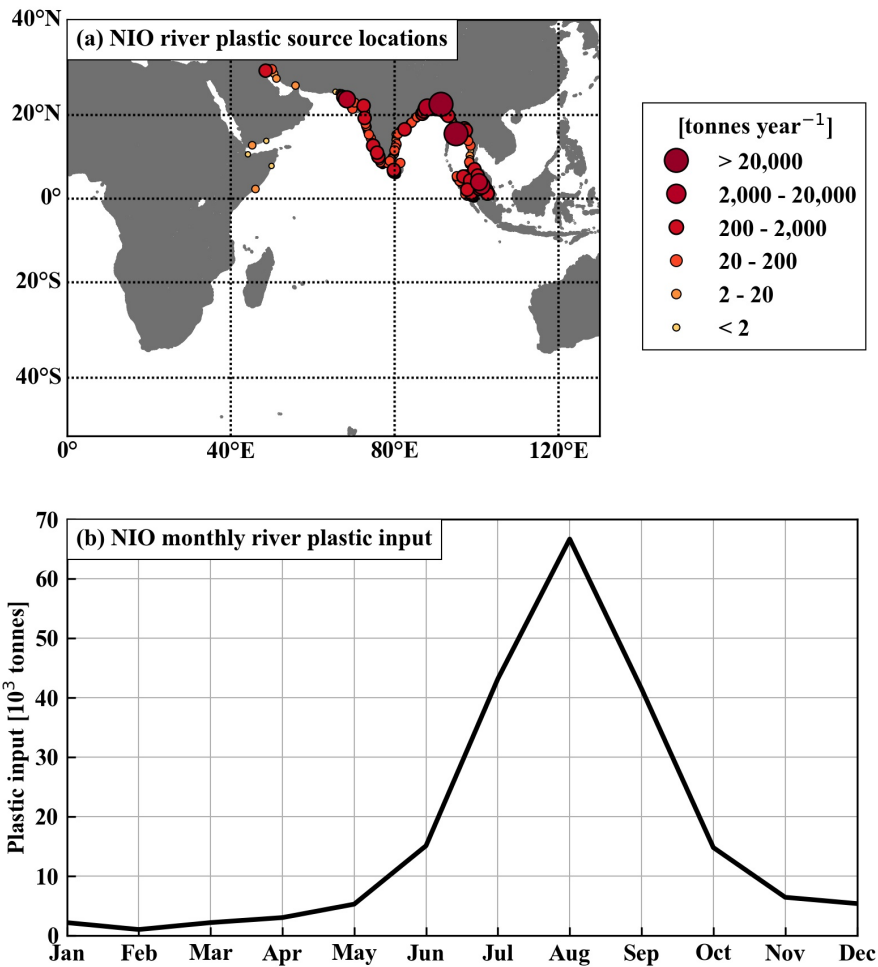 (a) NIO river plastic source locations
40°N
20°N
0°
20°S
40°S
0° 40°E 80°E 120°E
[tonnes year⁻¹]
> 20,000
2,000 - 20,000
200 - 2,000
20 - 200
2 - 20
< 2
(b) NIO monthly river plastic input
Plastic input [10³ tonnes]
70
60
50
40
30
20
10
0
Jan Feb Mar Apr May Jun Jul Aug Sep Oct Nov Dec